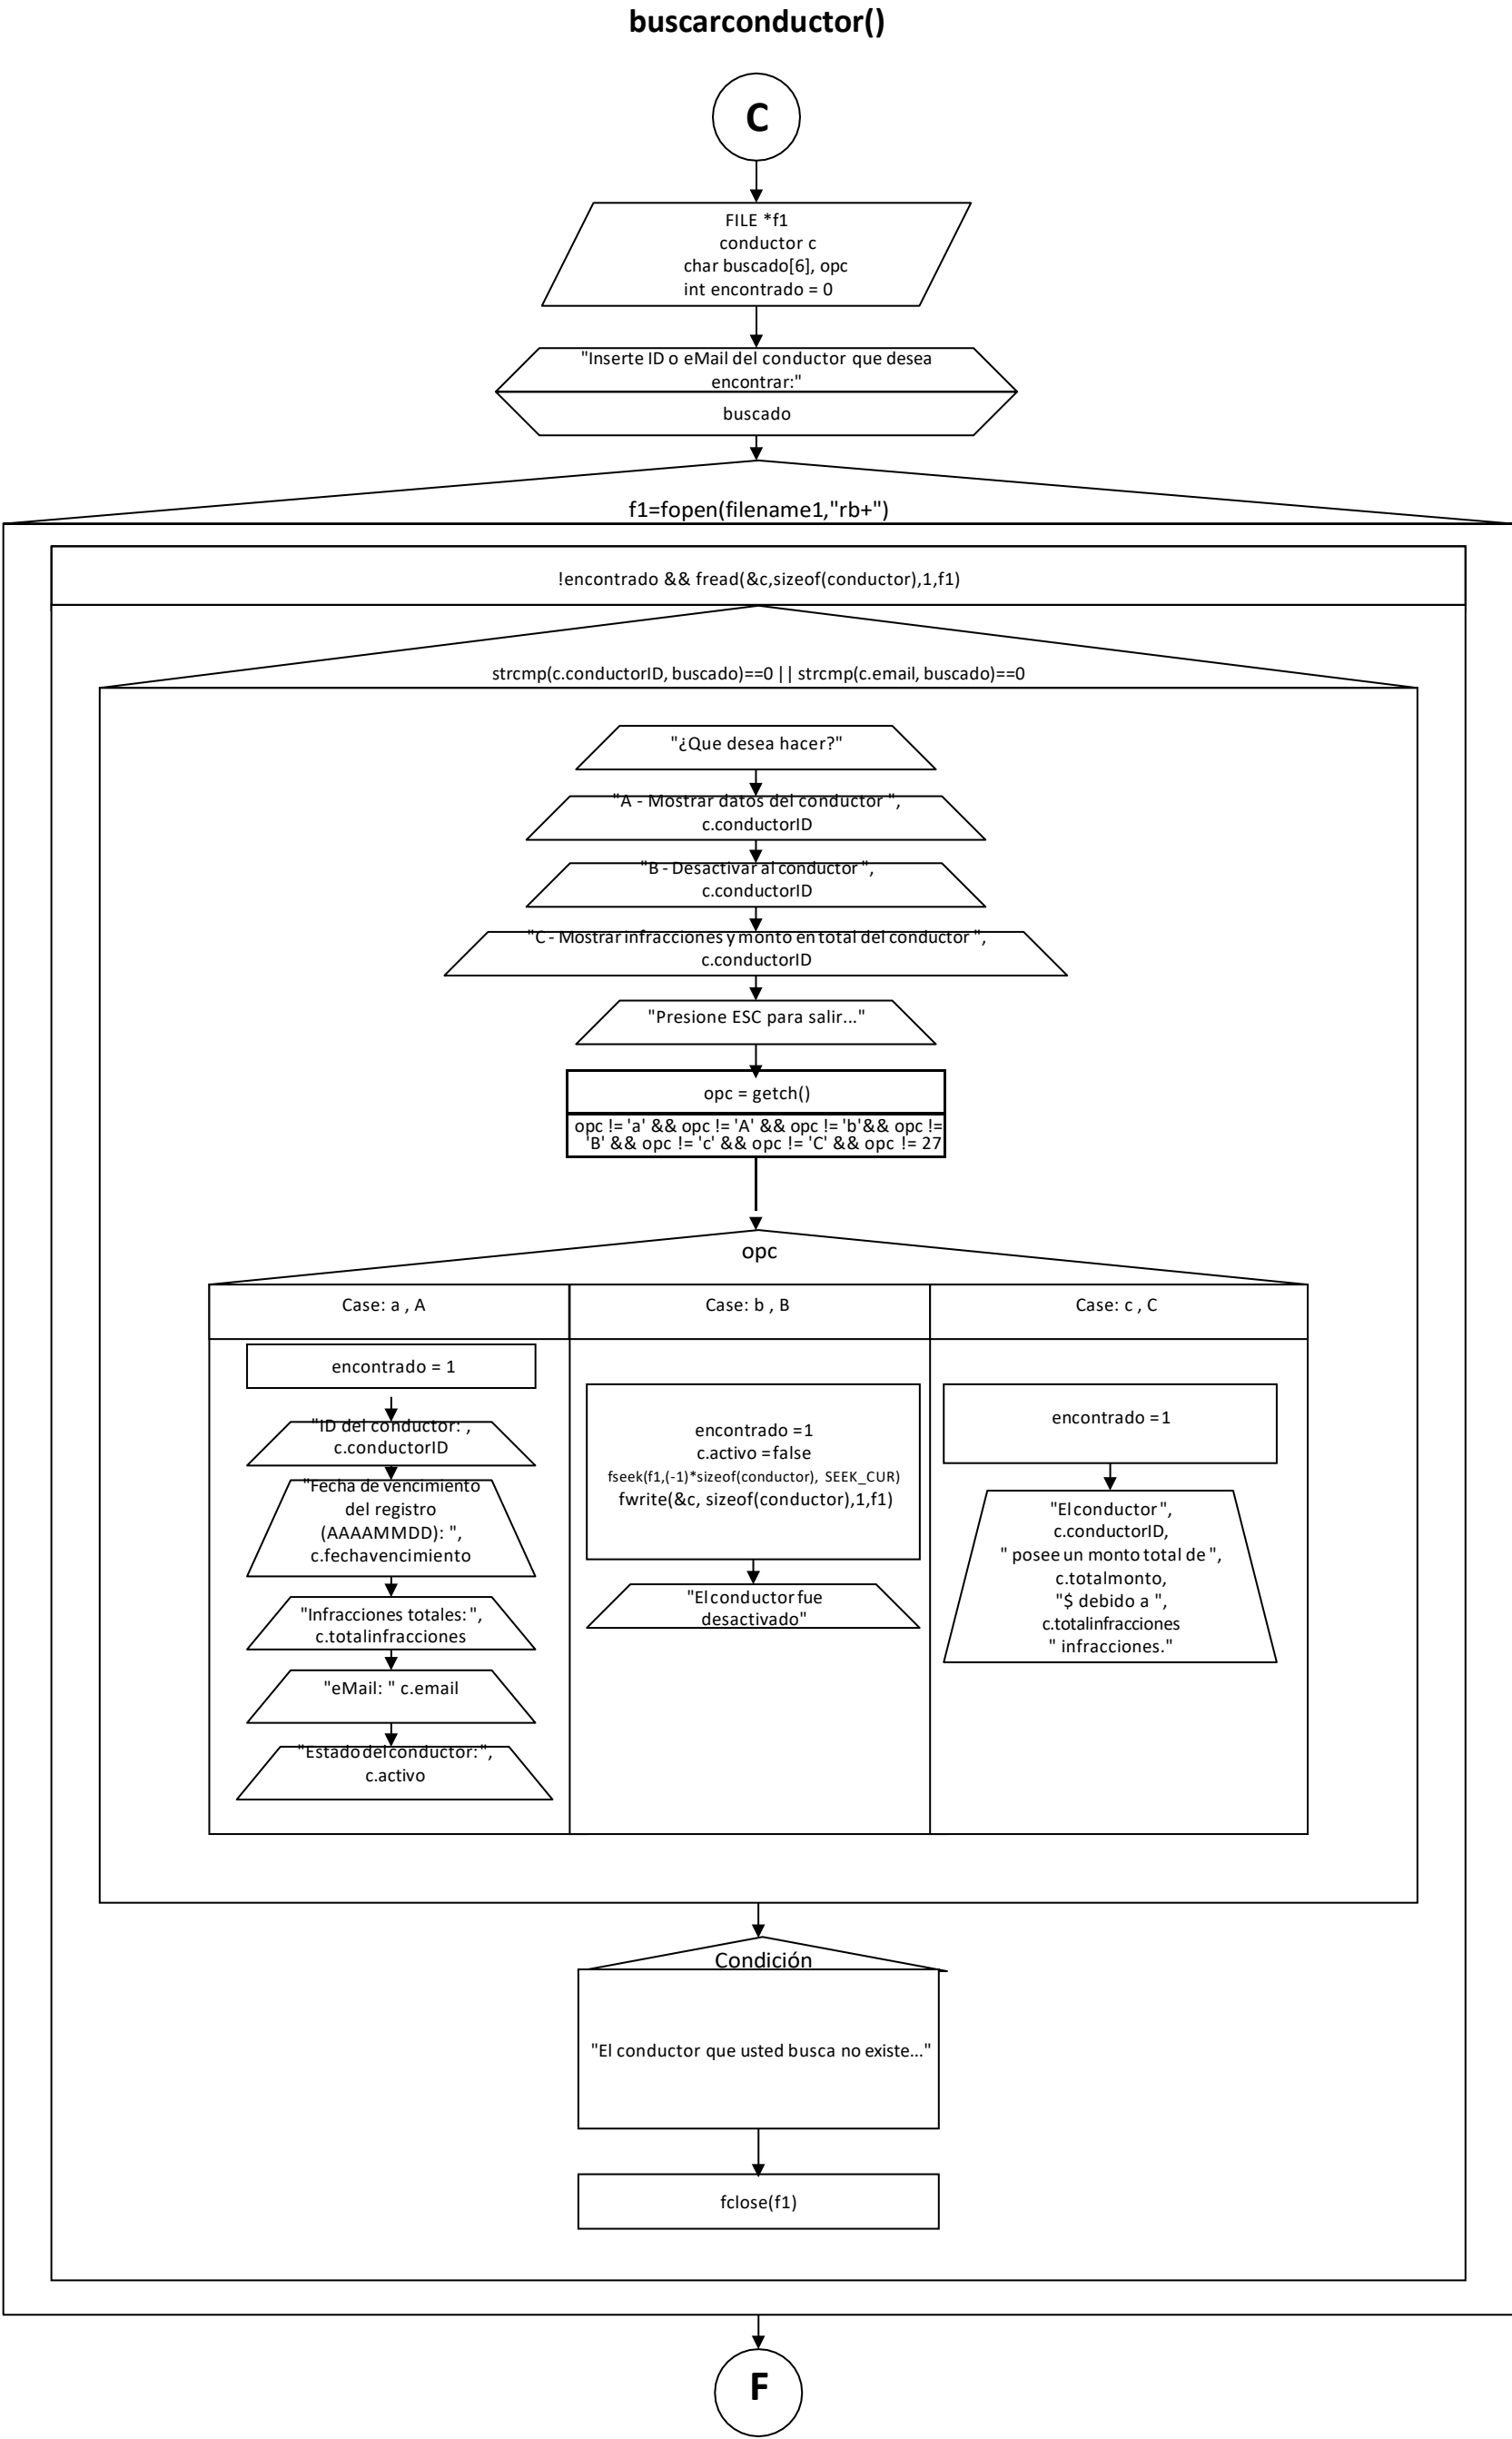 buscarconductor()
C
FILE *f1
conductor c
char buscado[6], opc
int encontrado = 0
"Inserte ID o eMail del conductor que desea
encontrar:"
buscado
f1=fopen(filename1,"rb+")
!encontrado && fread(&c,sizeof(conductor),1,f1)
strcmp(c.conductorID, buscado)==0 || strcmp(c.email, buscado)==0
"¿Que desea hacer?"
"A - Mostrar datos del conductor ",
c.conductorID
"B - Desactivar al conductor ",
c.conductorID
"C - Mostrar infracciones y monto en total del conductor ",
c.conductorID
"Presione ESC para salir..."
opc = getch()
opc != 'a' && opc != 'A' && opc != 'b'&& opc !=
'B' && opc != 'c' && opc != 'C' && opc != 27
opc
Case: a , A
Case: b , B
Case: c , C
encontrado = 1
"ID del conductor: ,
c.conductorID
"Fecha de vencimiento
del registro
(AAAAMMDD): ",
c.fechavencimiento
"Infracciones totales: ",
c.totalinfracciones
"eMail: " c.email
"Estado del conductor: ",
c.activo
encontrado =1
c.activo =false
fseek(f1,(-1)*sizeof(conductor), SEEK_CUR)
fwrite(&c, sizeof(conductor),1,f1)
"El conductor fue
desactivado"
encontrado =1
"El conductor ",
c.conductorID,
" posee un monto total de ",
c.totalmonto,
"$ debido a ",
c.totalinfracciones
" infracciones."
Condición
"El conductor que usted busca no existe..."
fclose(f1)
F